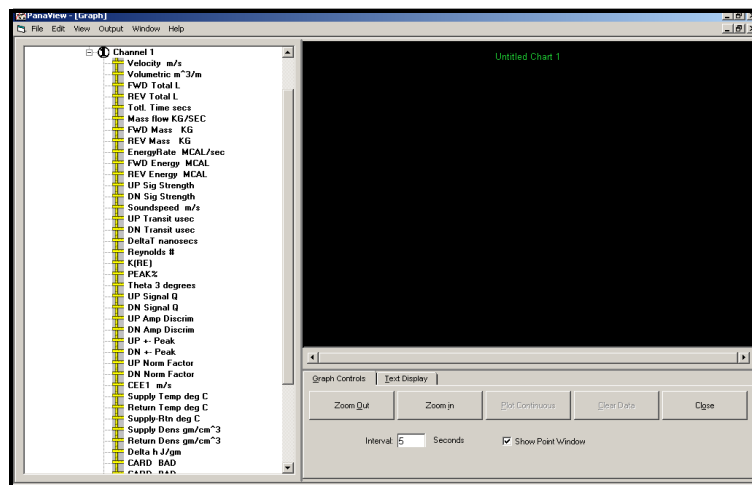 PanaView - [Graph]
File Edit View Output Window Help
Channel 1
Velocity m/s
Volumetric m^3/m
FWD Total L
REV Total L
Totl. Time secs
Mass flow KG/SEC
FWD Mass KG
REV Mass KG
EnergyRate MCAL/sec
FWD Energy MCAL
REV Energy MCAL
UP Sig Strength
DN Sig Strength
Soundspeed m/s
UP Transit usec
DN Transit usec
DeltaT nanosecs
Reynolds #
K(RE)
PEAK%
Theta 3 degrees
UP Signal Q
DN Signal Q
UP Amp Discrim
DN Amp Discrim
UP +- Peak
DN +- Peak
UP Norm Factor
DN Norm Factor
CEE1 m/s
Supply Temp deg C
Return Temp deg C
Supply-Rtn deg C
Supply Dens gm/cm^3
Return Dens gm/cm^3
Delta h J/gm
CARD BAD
CARD BAD
Untitled Chart 1
Graph Controls Text Display
Zoom Out Zoom in Plot Continuous Clear Data Close
Interval: 5 Seconds Show Point Window